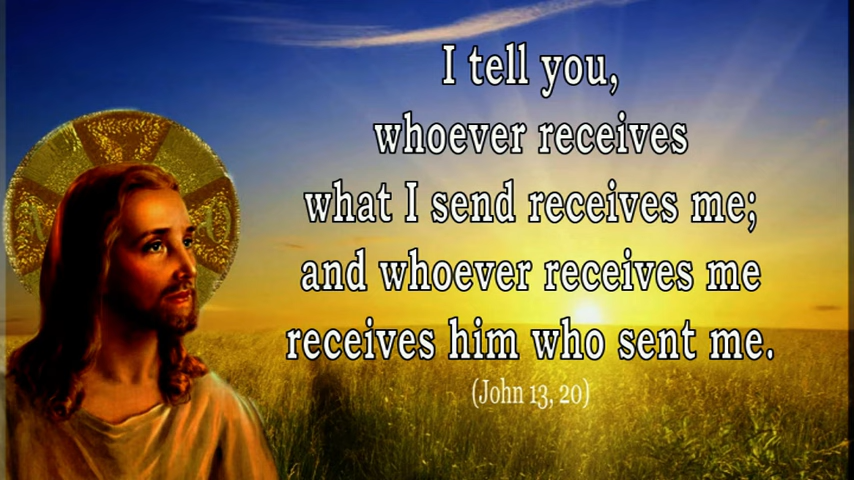 I tell you,
whoever receives
what I send receives me;
and whoever receives me
receives him who sent me.
(John 13, 20)